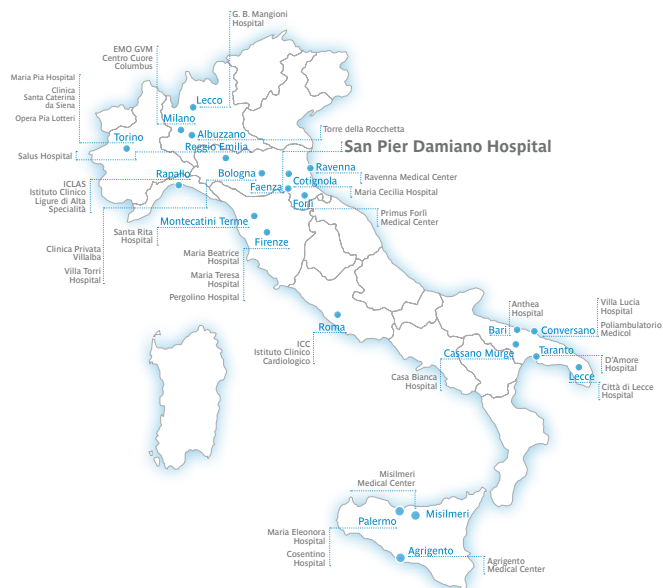 G. B. Mangioni
Hospital
EMO GVM
Centro Cuore
Columbus
Maria Pia Hospital
Clinica
Santa Caterina
da Siena
Opera Pia Lotteri
Lecco
Milano
Albuzzano
Torre della Rocchetta
Torino
Reggio Emilia
San Pier Damiano Hospital
Salus Hospital
Ravenna
Ravenna Medical Center
Rapallo
Bologna
Cotignola
Faenza
Maria Cecilia Hospital
ICLAS
Istituto Clinico
Ligure di Alta
Specialità
Forlì
Primus Forlì
Medical Center
Montecatini Terme
Santa Rita
Hospital
Firenze
Clinica Privata
Villalba
Villa Torri
Hospital
Maria Beatrice
Hospital
Maria Teresa
Hospital
Pergolino Hospital
Anthea
Hospital
Villa Lucia
Hospital
Poliambulatorio
Medicol
Roma
Bari
Conversano
ICC
Istituto Clinico
Cardiologico
Cassano Murge
Taranto
D'Amore
Hospital
Casa Bianca
Hospital
Lecce
Città di Lecce
Hospital
Misilmeri
Medical Center
Palermo
Misilmeri
Maria Eleonora
Hospital
Cosentino
Hospital
Agrigento
Agrigento
Medical Center